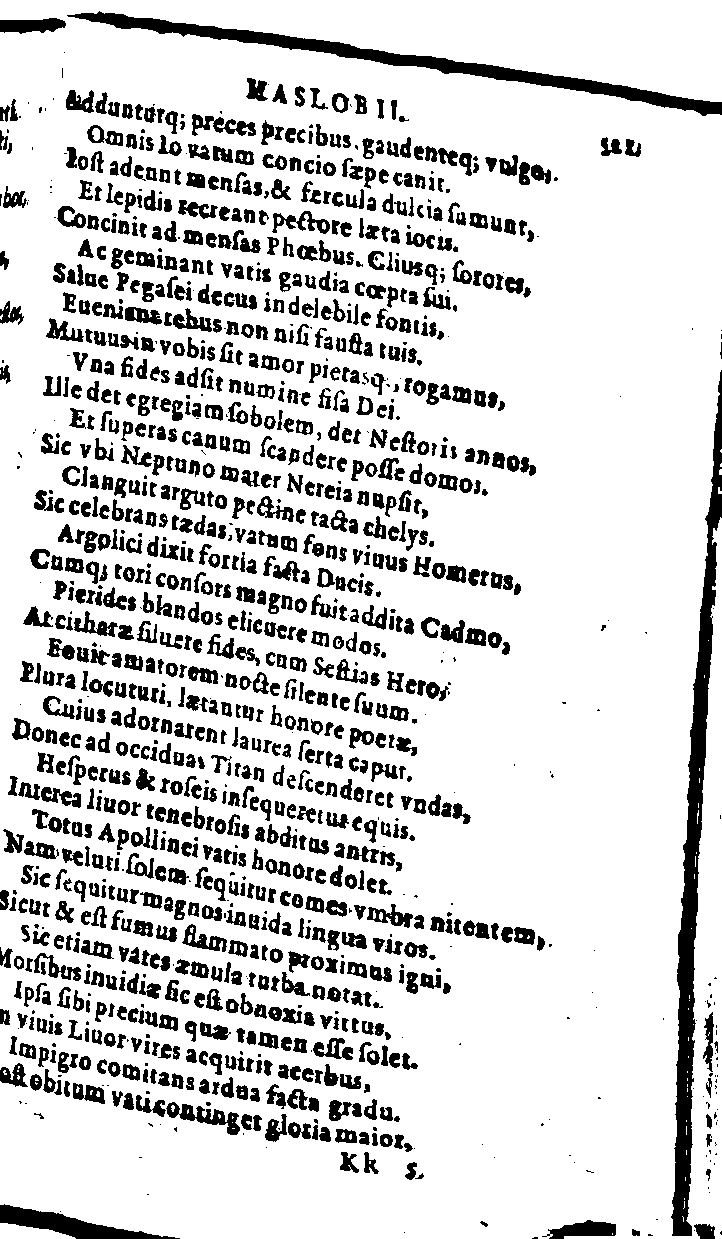 MASLOBII. 521.
Addunturq; preces precibus, gaudenteq; vulgo,
Omnis Io vatum concio ſæpe canit.
Poſt adeunt menſas, & fercula dulcia ſumunt,
Et lepidis recreant pectore læta iocis.
Concinit ad menſas Phœbus. Cliusq; ſorores,
Ac geminant vatis gaudia cœpta ſui.
Salue Pegaſei decus indelebile fontis,
Eueniant rebus non niſi fauſta tuis.
Mutuus in vobis ſit amor pietasq., rogamus,
Vna fides adſit numine fiſa Dei.
Ille det egregiam ſobolem, det Neſtoris annos,
Et ſuperas canum ſcandere poſſe domos.
Sic vbi Neptuno mater Nereia nupſit,
Clanguit arguto pectine tacta chelys.
Sic celebrans tædas, vatum fons viuus Homerus,
Argolici dixit fortia facta Ducis.
Cumq; tori conſors magno fuit addita Cadmo,
Pierides blandos elicuere modos.
At citharæ ſiluere fides, cum Seſtias Hero,
Fouit amatorem nocte ſilente ſuum.
Plura locuturi, lætantur honore poetæ,
Cuius adornarent laurea ſerta caput.
Donec ad occiduas Titan deſcenderet vndas,
Heſperus & roſeis inſequeretur equis.
Interea liuor tenebroſis abditus antris,
Totus Apollinei vatis honore dolet.
Nam veluti ſolem ſequitur comes vmbra nitentem,
Sic ſequitur magnos inuida lingua viros.
Sicut & eſt fumus flammato proximus igni,
Sic etiam vates æmula turba notat.
Morſibus inuidiæ ſic eſt obnoxia virtus,
Ipſa ſibi precium quæ tamen eſſe ſolet.
n viuis Liuor vires acquirit acerbus,
Impigro comitans ardua facta gradu.
oſt obitum vati continget gloria maior,
Kk 5.